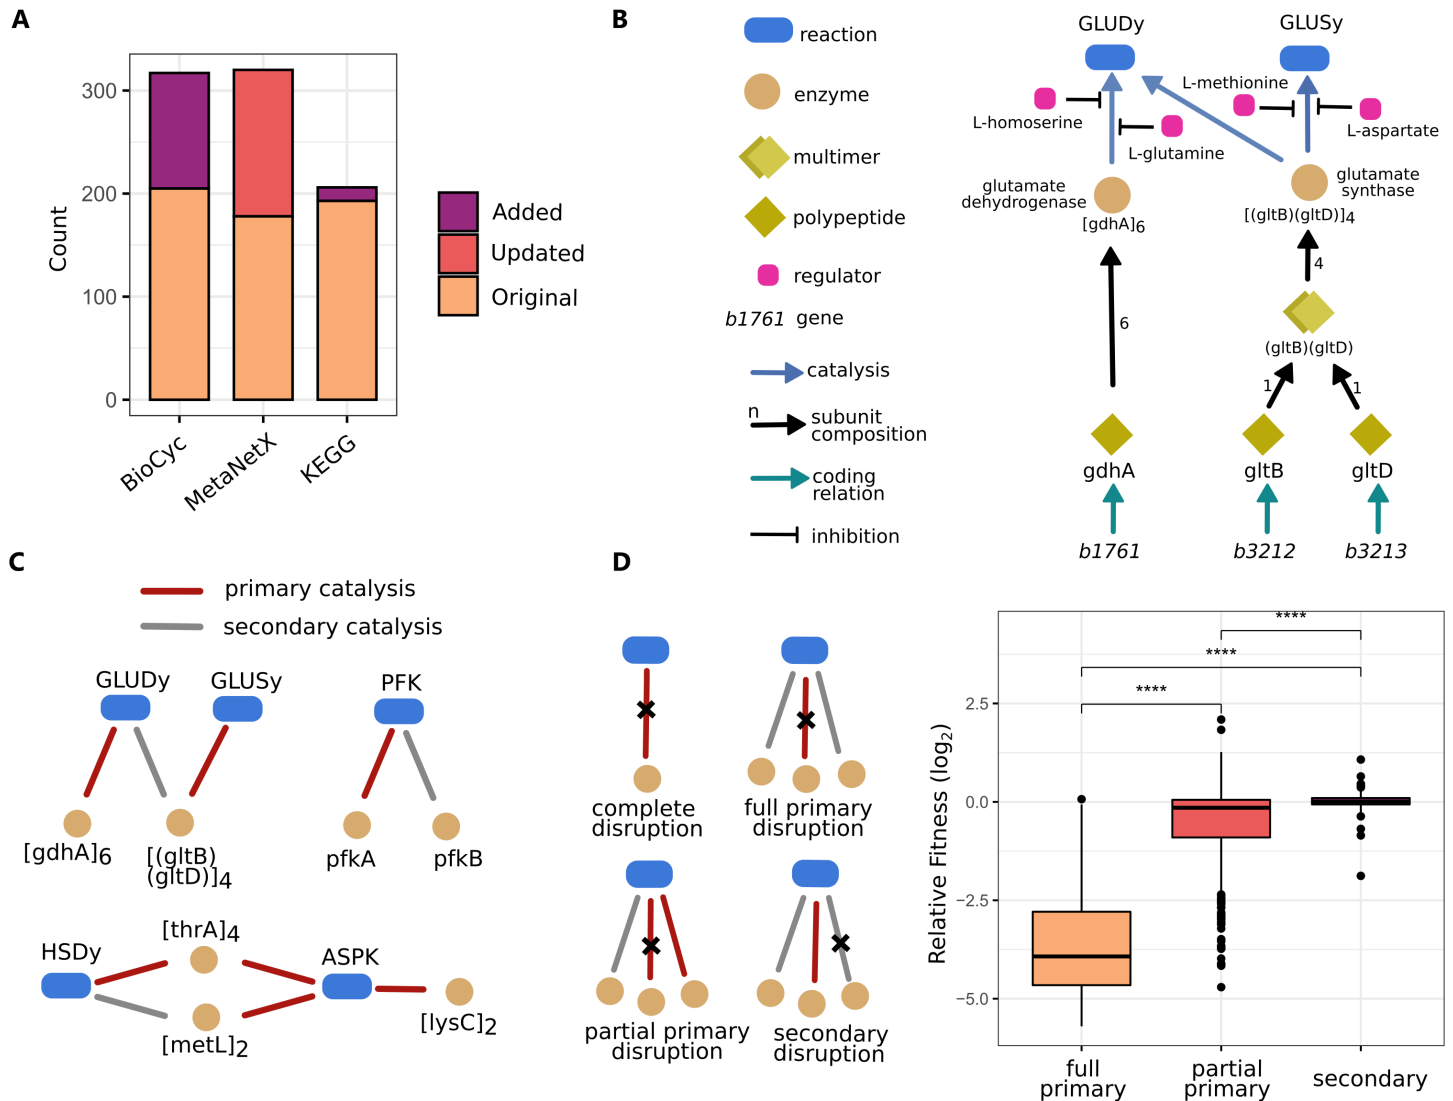 A
300
200
100
0
Count
BioCyc
MetaNetX
KEGG
Added
Updated
Original
B
reaction
enzyme
multimer
polypeptide
regulator
b1761 gene
catalysis
n
subunit
composition
coding
relation
inhibition
GLUDy
GLUSy
L-methionine
L-homoserine
L-glutamine
L-aspartate
glutamate
dehydrogenase
[gdhA]6
glutamate
synthase
[(gltB)(gltD)]4
4
6
(gltB)(gltD)
1
1
gdhA
gltB
gltD
b1761
b3212
b3213
C
primary catalysis
secondary catalysis
GLUDy
GLUSy
PFK
[gdhA]6
[(gltB)
(gltD)]4
pfkA
pfkB
[thrA]4
HSDy
ASPK
[metL]2
[lysC]2
D
complete
disruption
full primary
disruption
partial primary
disruption
secondary
disruption
****
****
****
Relative Fitness (log2)
2.5
0.0
−2.5
−5.0
full
primary
partial
primary
secondary